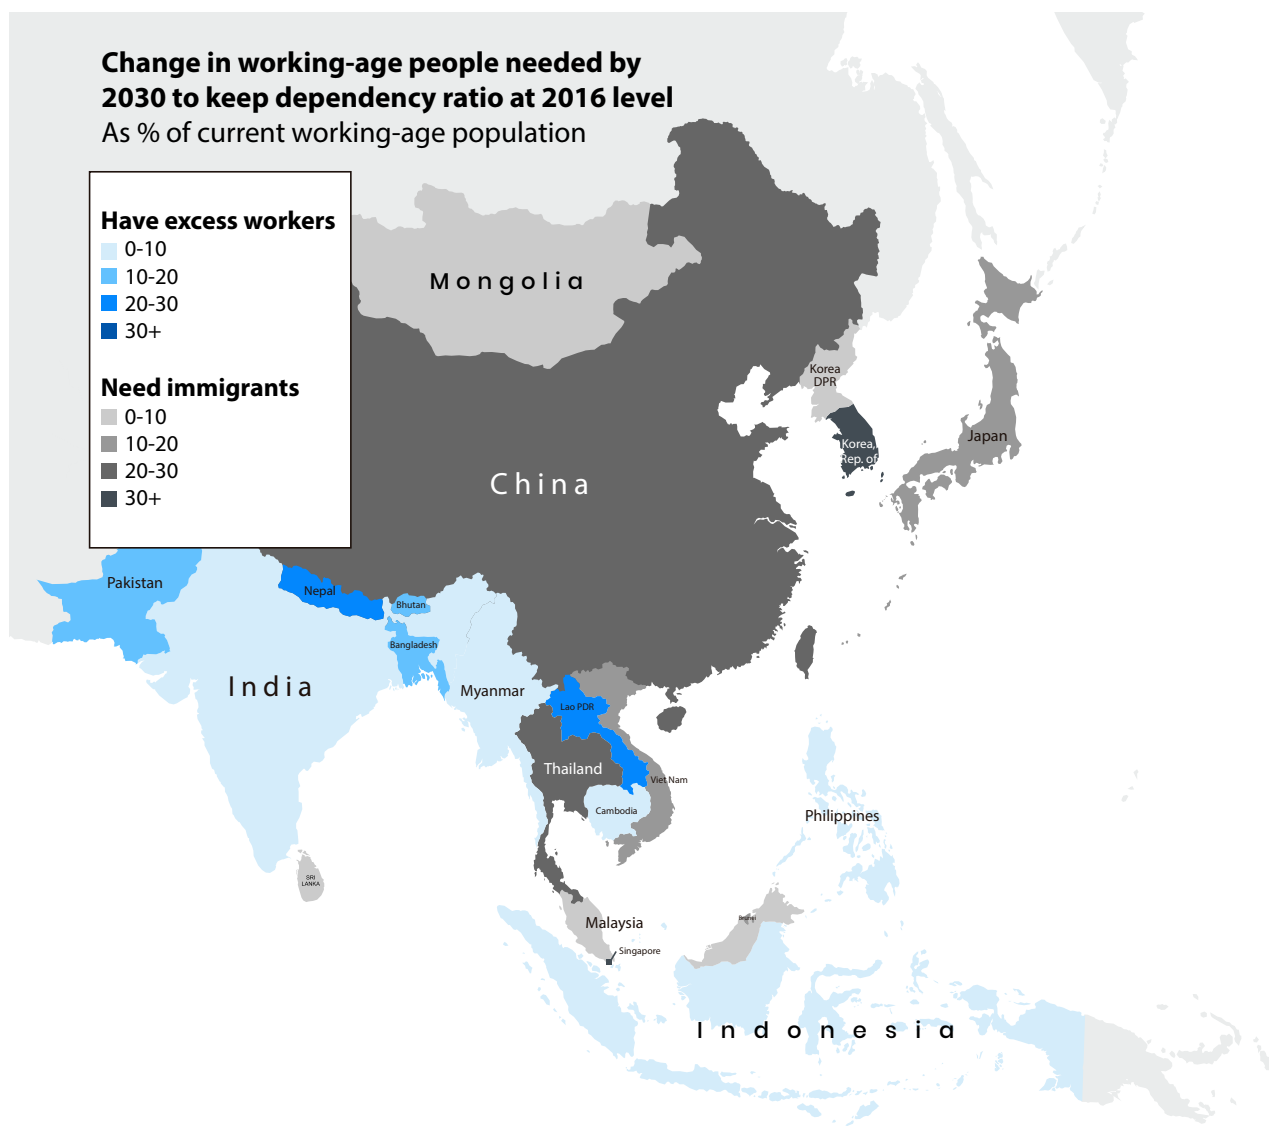 Change in working-age people needed by
2030 to keep dependency ratio at 2016 level
As % of current working-age population
Have excess workers
0-10
10-20
20-30
30+
Need immigrants
0-10
10-20
20-30
30+
Mongolia
Korea
DPR
Korea,
Rep. of
Japan
China
Pakistan
Nepal
Bhutan
Bangladesh
India
Myanmar
Lao PDR
Thailand
Viet Nam
Cambodia
Philippines
SRI
LANKA
Malaysia
Brunei
Singapore
Indonesia